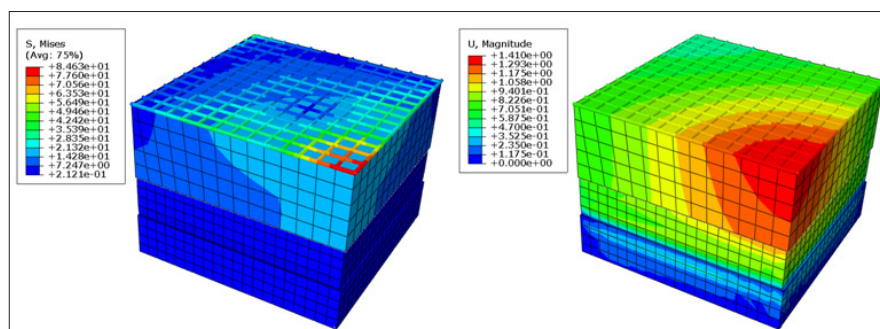 S, Mises
(Avg: 75%)
+8.463e+01
+7.760e+01
+7.056e+01
+6.353e+01
+5.649e+01
+4.946e+01
+4.242e+01
+3.539e+01
+2.835e+01
+2.132e+01
+1.428e+01
+7.247e+00
+2.121e-01
U, Magnitude
+1.410e+00
+1.293e+00
+1.175e+00
+1.058e+00
+9.401e-01
+8.226e-01
+7.051e-01
+5.875e-01
+4.700e-01
+3.525e-01
+2.350e-01
+1.175e-01
+0.000e+00